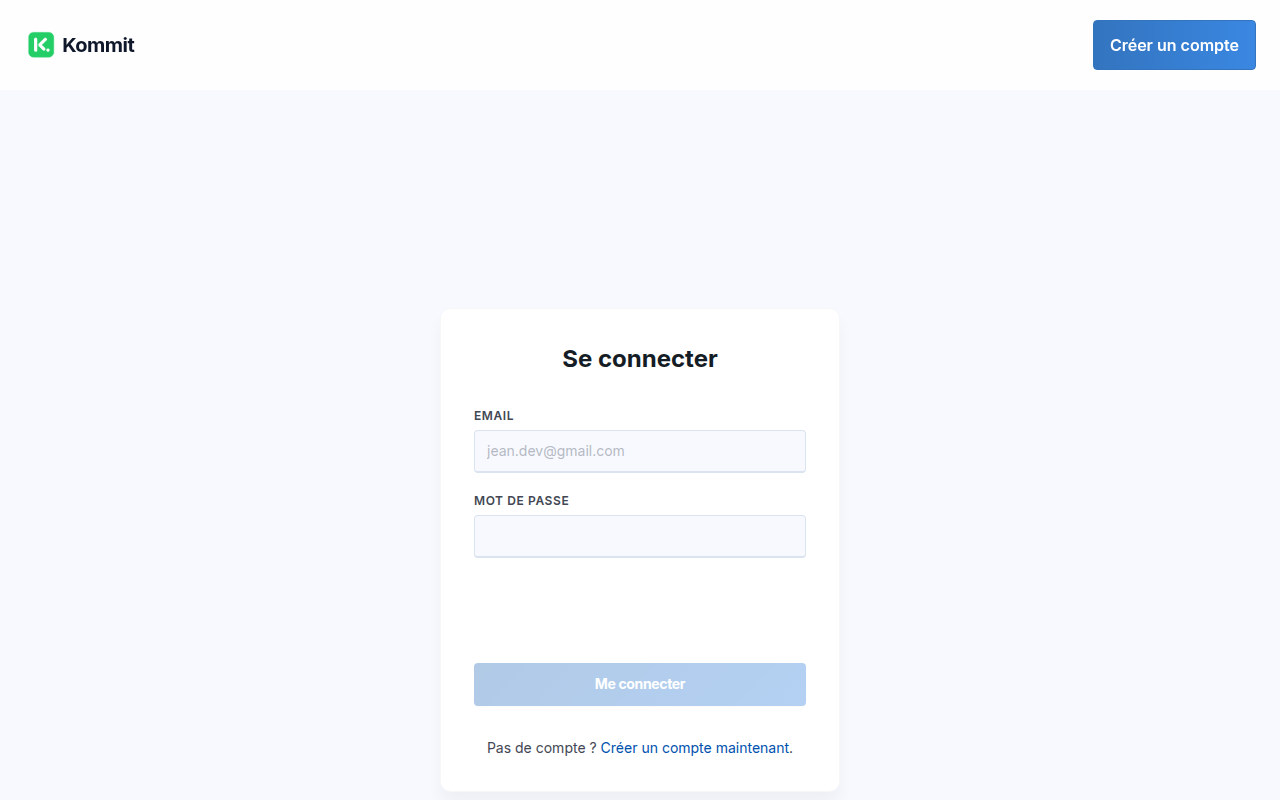 Kommit
Créer un compte
Se connecter
EMAIL
jean.dev@gmail.com
MOT DE PASSE
Me connecter
Pas de compte ? Créer un compte maintenant.